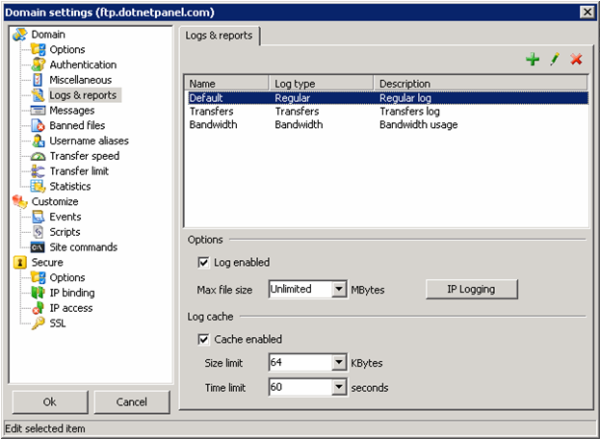 Domain settings (ftp.dotnetpanel.com)
Domain
Options
Authentication
Miscellaneous
Logs & reports
Messages
Banned files
Username aliases
Transfer speed
Transfer limit
Statistics
Customize
Events
Scripts
Site commands
Secure
Options
IP binding
IP access
SSL
Ok Cancel
Logs & reports
Name Log type Description
Default Regular Regular log
Transfers Transfers Transfers log
Bandwidth Bandwidth Bandwidth usage
Options
Log enabled
Max file size Unlimited MBytes IP Logging
Log cache
Cache enabled
Size limit 64 KBytes
Time limit 60 seconds
Edit selected item